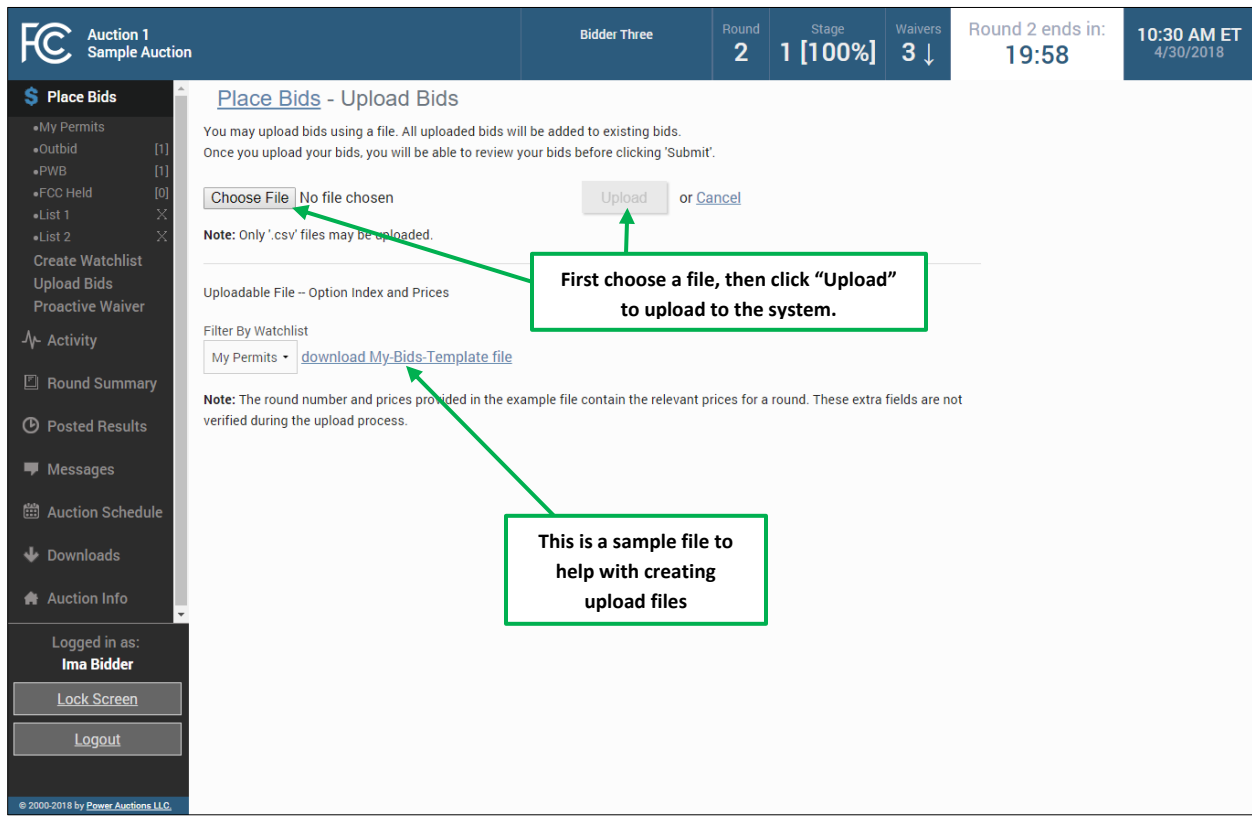 FCC
Auction 1
Sample Auction
Bidder Three
Round
2
Stage
1 [100%]
Waivers
3 ↓
Round 2 ends in:
19:58
10:30 AM ET
4/30/2018
$ Place Bids
•My Permits
•Outbid [1]
•PWB [1]
•FCC Held [0]
•List 1 X
•List 2 X
Create Watchlist
Upload Bids
Proactive Waiver
Activity
Round Summary
Posted Results
Messages
Auction Schedule
Downloads
Auction Info
Logged in as:
Ima Bidder
Lock Screen
Logout
© 2000-2018 by Power Auctions LLC.
Place Bids - Upload Bids
You may upload bids using a file. All uploaded bids will be added to existing bids.
Once you upload your bids, you will be able to review your bids before clicking 'Submit'.
Choose File No file chosen
Upload or Cancel
Note: Only '.csv' files may be uploaded.
First choose a file, then click “Upload”
to upload to the system.
Uploadable File -- Option Index and Prices
Filter By Watchlist
My Permits download My-Bids-Template file
Note: The round number and prices provided in the example file contain the relevant prices for a round. These extra fields are not
verified during the upload process.
This is a sample file to
help with creating
upload files